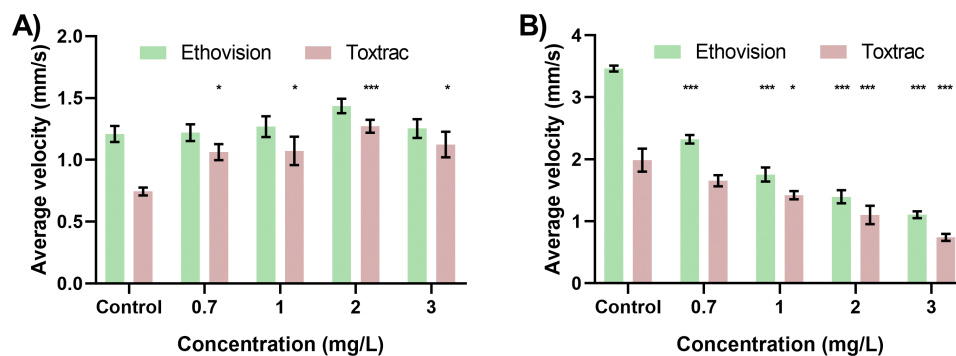 A)
Average velocity (mm/s)
2.0
1.5
1.0
0.5
0.0
Ethovision Toxtrac
* * *** *
Control 0.7 1 2 3
Concentration (mg/L)
B)
Average velocity (mm/s)
4
3
2
1
0
Ethovision Toxtrac
*** *** * *** *** *** ***
Control 0.7 1 2 3
Concentration (mg/L)